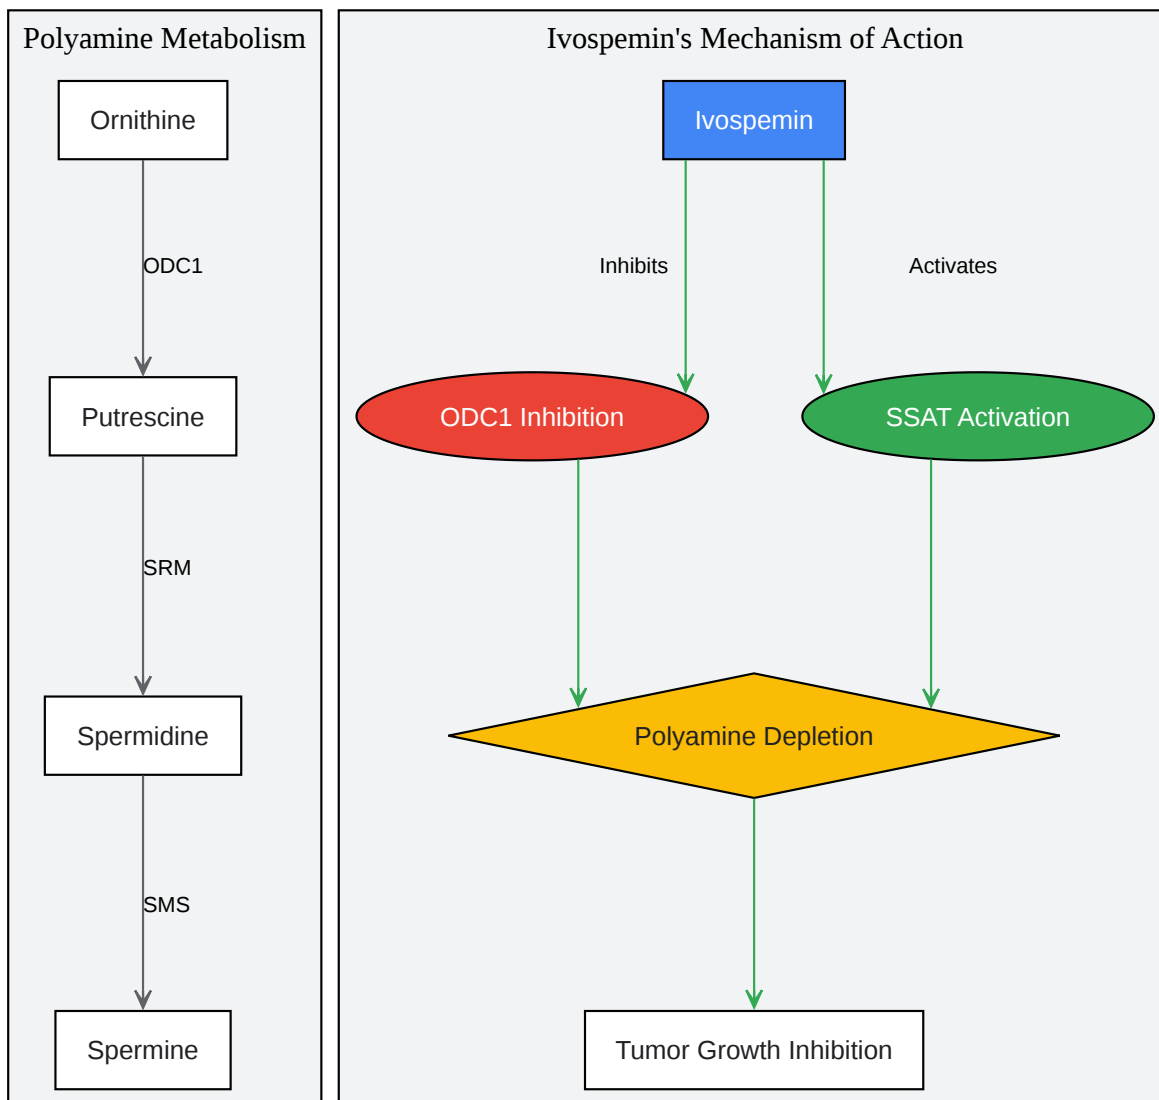 Polyamine Metabolism
Ornithine
ODC1
Putrescine
SRM
Spermidine
SMS
Spermine
Ivospemin's Mechanism of Action
Ivospemin
Inhibits
Activates
ODC1 Inhibition
SSAT Activation
Polyamine Depletion
Tumor Growth Inhibition